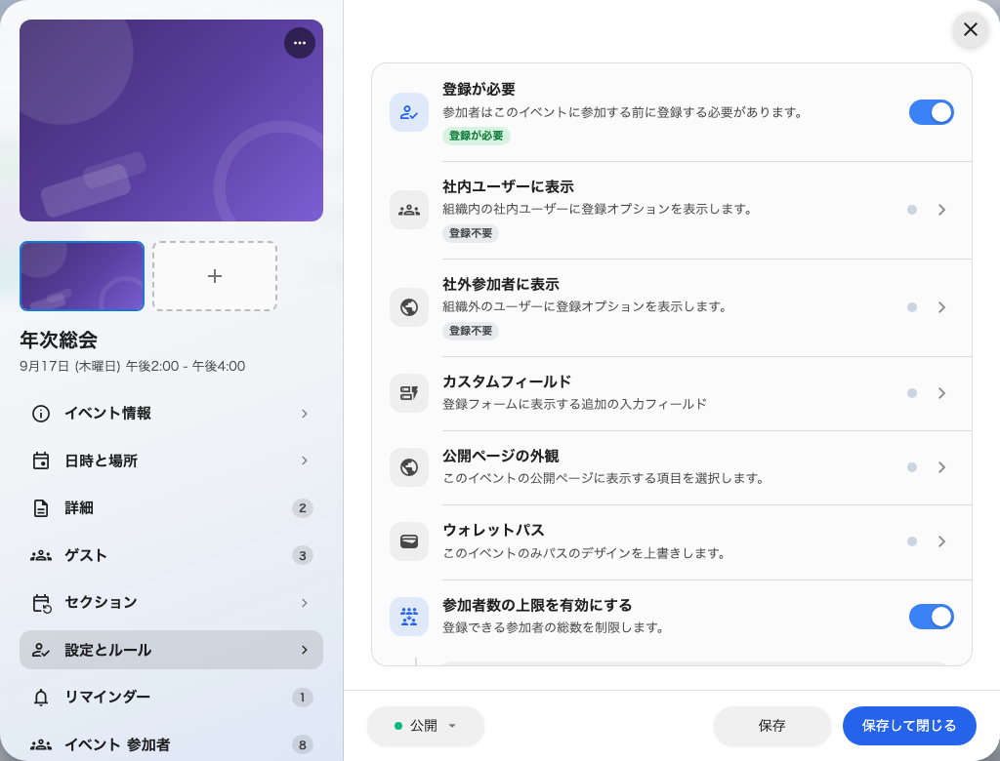 年次総会
9月17日 (木曜日) 午後2:00 - 午後4:00
イベント情報
日時と場所
詳細 2
ゲスト 3
セクション
設定とルール
リマインダー 1
イベント 参加者 8
登録が必要
参加者はこのイベントに参加する前に登録する必要があります。
登録が必要
社内ユーザーに表示
組織内の社内ユーザーに登録オプションを表示します。
登録不要
社外参加者に表示
組織外のユーザーに登録オプションを表示します。
登録不要
カスタムフィールド
登録フォームに表示する追加の入力フィールド
公開ページの外観
このイベントの公開ページに表示する項目を選択します。
ウォレットパス
このイベントのみパスのデザインを上書きします。
参加者数の上限を有効にする
登録できる参加者の総数を制限します。
公開
保存
保存して閉じる